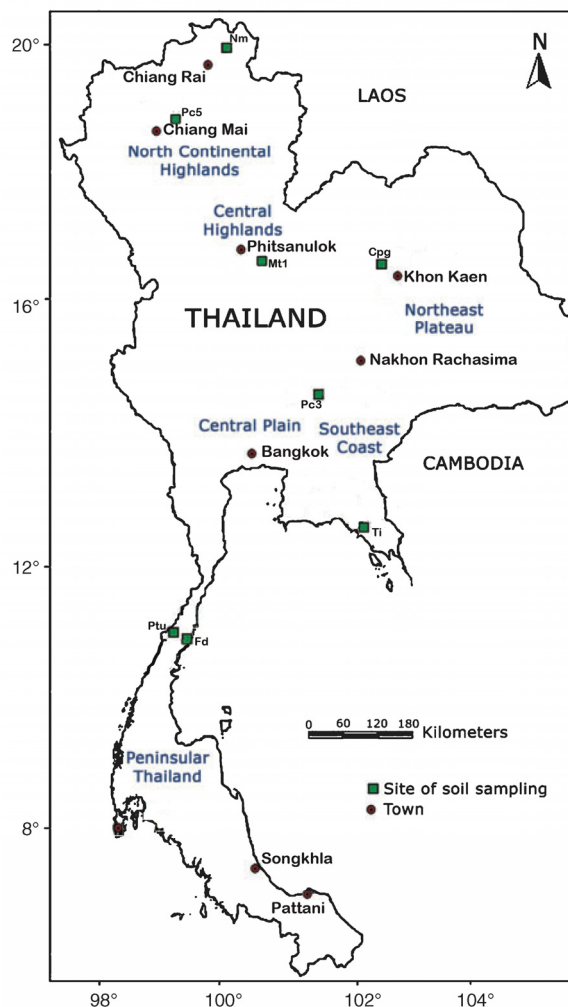 20°
Nm
N
Chiang Rai
LAOS
Pc5
Chiang Mai
North Continental
Highlands
Central
Highlands
Phitsanulok
Mt1
Cpg
Khon Kaen
16°
THAILAND
Northeast
Plateau
Nakhon Rachasima
Pc3
Central Plain
Southeast
Coast
Bangkok
CAMBODIA
Ti
12°
Ptu
Fd
0 60 120 180
Kilometers
Peninsular
Thailand
Site of soil sampling
Town
8°
Songkhla
Pattani
98° 100° 102° 104°